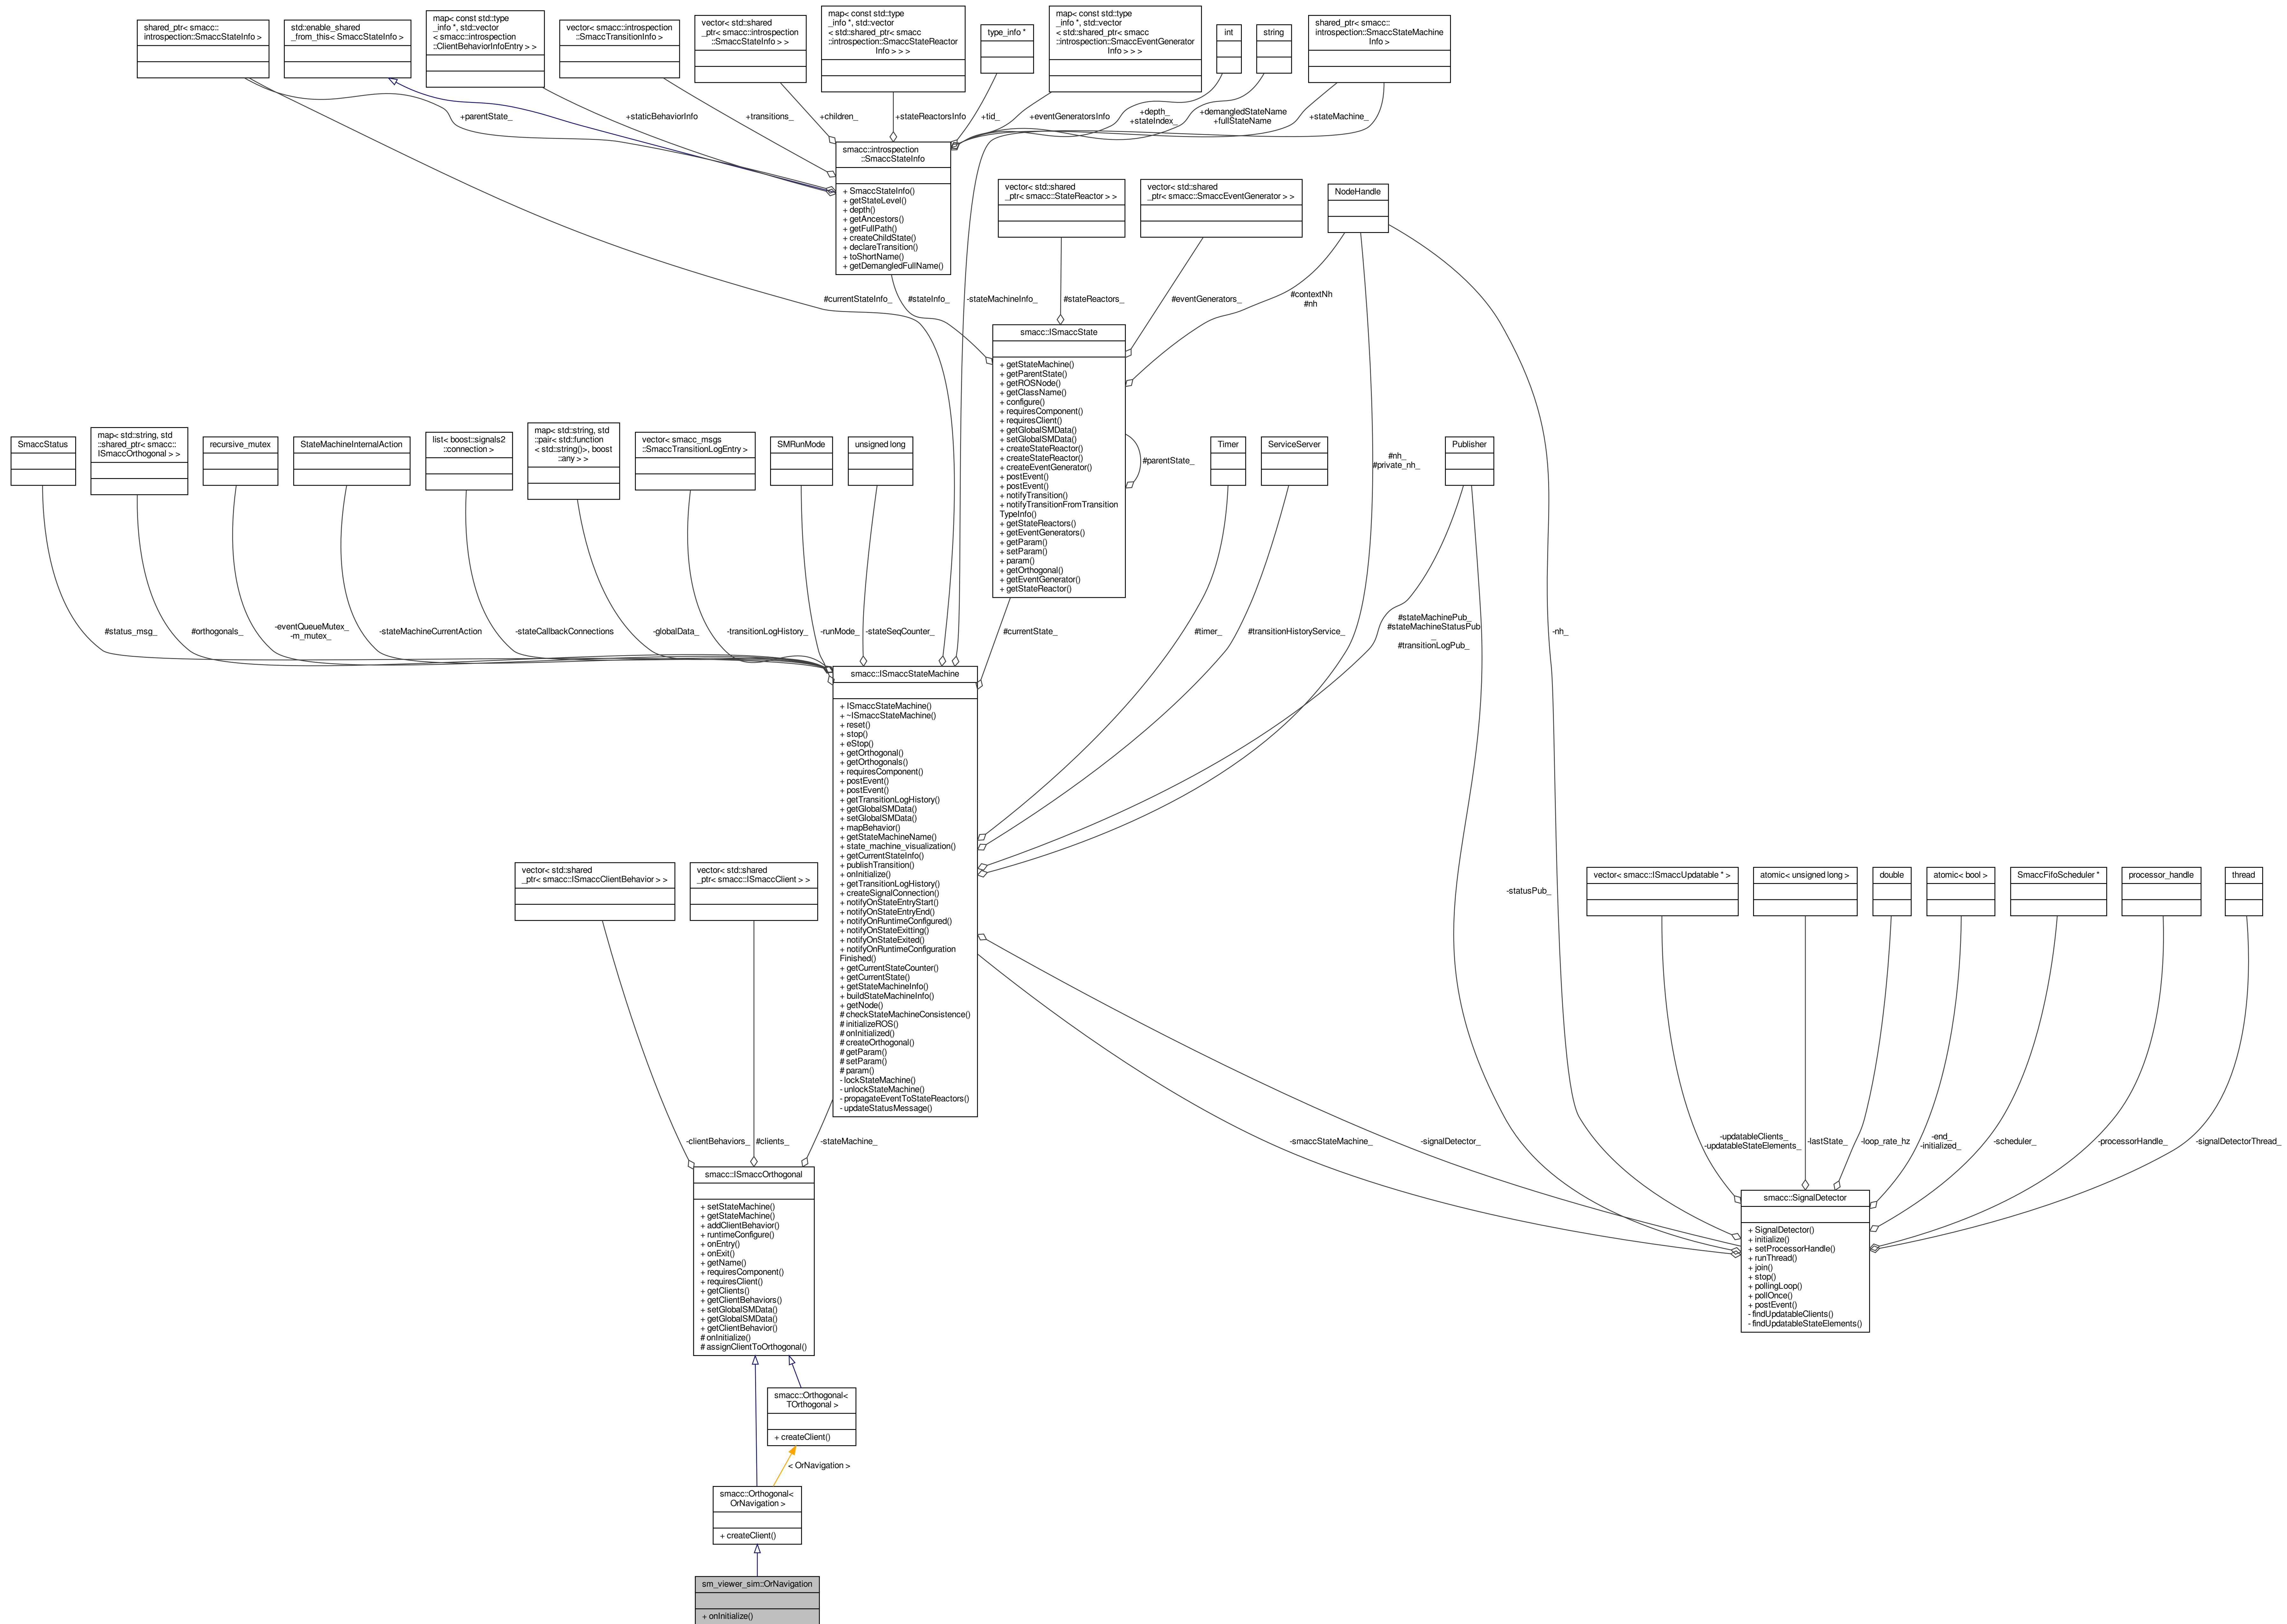 shared_ptr< smacc::
introspection::SmaccStateInfo >
std::enable_shared
_from_this< SmaccStateInfo >
map< const std::type
_info *, std::vector
< smacc::introspection
::ClientBehaviorInfoEntry > >
vector< smacc::introspection
::SmaccTransitionInfo >
vector< std::shared
_ptr< smacc::introspection
::SmaccStateInfo > >
map< const std::type
_info *, std::vector
< std::shared_ptr< smacc
::introspection::SmaccStateReactor
Info > > >
type_info *
map< const std::type
_info *, std::vector
< std::shared_ptr< smacc
::introspection::SmaccEventGenerator
Info > > >
int
string
shared_ptr< smacc::
introspection::SmaccStateMachine
Info >
+parentState_
+staticBehaviorInfo
+transitions_
+children_
+stateReactorsInfo
+tid_
+eventGeneratorsInfo
+depth_
+stateIndex_
+demangledStateName
+fullStateName
+stateMachine_
smacc::introspection
::SmaccStateInfo
+ SmaccStateInfo()
+ getStateLevel()
+ depth()
+ getAncestors()
+ getFullPath()
+ createChildState()
+ declareTransition()
+ toShortName()
+ getDemangledFullName()
vector< std::shared
_ptr< smacc::StateReactor > >
vector< std::shared
_ptr< smacc::SmaccEventGenerator > >
NodeHandle
#currentStateInfo_
#stateInfo_
-stateMachineInfo_
#stateReactors_
#eventGenerators_
#contextNh
#nh
smacc::ISmaccState
+ getStateMachine()
+ getParentState()
+ getROSNode()
+ getClassName()
+ configure()
+ requiresComponent()
+ requiresClient()
+ getGlobalSMData()
+ setGlobalSMData()
+ createStateReactor()
+ createStateReactor()
+ createEventGenerator()
+ postEvent()
+ postEvent()
+ notifyTransition()
+ notifyTransitionFromTransition
TypeInfo()
+ getStateReactors()
+ getEventGenerators()
+ getParam()
+ setParam()
+ param()
+ getOrthogonal()
+ getEventGenerator()
+ getStateReactor()
#parentState_
SmaccStatus
map< std::string, std
::shared_ptr< smacc::
ISmaccOrthogonal > >
recursive_mutex
StateMachineInternalAction
list< boost::signals2
::connection >
map< std::string, std
::pair< std::function
< std::string()>, boost
::any > >
vector< smacc_msgs
::SmaccTransitionLogEntry >
SMRunMode
unsigned long
Timer
ServiceServer
Publisher
#nh_
#private_nh_
#status_msg_
#orthogonals_
-eventQueueMutex_
-m_mutex_
-stateMachineCurrentAction
-stateCallbackConnections
-globalData_
-transitionLogHistory_
-runMode_
-stateSeqCounter_
#currentState_
#timer_
#transitionHistoryService_
#stateMachinePub_
#stateMachineStatusPub
_
#transitionLogPub_
-nh_
smacc::ISmaccStateMachine
+ ISmaccStateMachine()
+ ~ISmaccStateMachine()
+ reset()
+ stop()
+ eStop()
+ getOrthogonal()
+ getOrthogonals()
+ requiresComponent()
+ postEvent()
+ postEvent()
+ getTransitionLogHistory()
+ getGlobalSMData()
+ setGlobalSMData()
+ mapBehavior()
+ getStateMachineName()
+ state_machine_visualization()
+ getCurrentStateInfo()
+ publishTransition()
+ onInitialize()
+ getTransitionLogHistory()
+ createSignalConnection()
+ notifyOnStateEntryStart()
+ notifyOnStateEntryEnd()
+ notifyOnRuntimeConfigured()
+ notifyOnStateExitting()
+ notifyOnStateExited()
+ notifyOnRuntimeConfiguration
Finished()
+ getCurrentStateCounter()
+ getCurrentState()
+ getStateMachineInfo()
+ buildStateMachineInfo()
+ getNode()
# checkStateMachineConsistence()
# initializeROS()
# onInitialized()
# createOrthogonal()
# getParam()
# setParam()
# param()
- lockStateMachine()
- unlockStateMachine()
- propagateEventToStateReactors()
- updateStatusMessage()
vector< std::shared
_ptr< smacc::ISmaccClientBehavior > >
vector< std::shared
_ptr< smacc::ISmaccClient > >
-statusPub_
vector< smacc::ISmaccUpdatable * >
atomic< unsigned long >
double
atomic< bool >
SmaccFifoScheduler *
processor_handle
thread
-clientBehaviors_
#clients_
-stateMachine_
-smaccStateMachine_
-signalDetector_
-updatableClients_
-updatableStateElements_
-lastState_
-loop_rate_hz
-end_
-initialized_
-scheduler_
-processorHandle_
-signalDetectorThread_
smacc::ISmaccOrthogonal
+ setStateMachine()
+ getStateMachine()
+ addClientBehavior()
+ runtimeConfigure()
+ onEntry()
+ onExit()
+ getName()
+ requiresComponent()
+ requiresClient()
+ getClients()
+ getClientBehaviors()
+ setGlobalSMData()
+ getGlobalSMData()
+ getClientBehavior()
# onInitialize()
# assignClientToOrthogonal()
smacc::SignalDetector
+ SignalDetector()
+ initialize()
+ setProcessorHandle()
+ runThread()
+ join()
+ stop()
+ pollingLoop()
+ pollOnce()
+ postEvent()
- findUpdatableClients()
- findUpdatableStateElements()
smacc::Orthogonal<
TOrthogonal >
+ createClient()
< OrNavigation >
smacc::Orthogonal<
OrNavigation >
+ createClient()
sm_viewer_sim::OrNavigation
+ onInitialize()